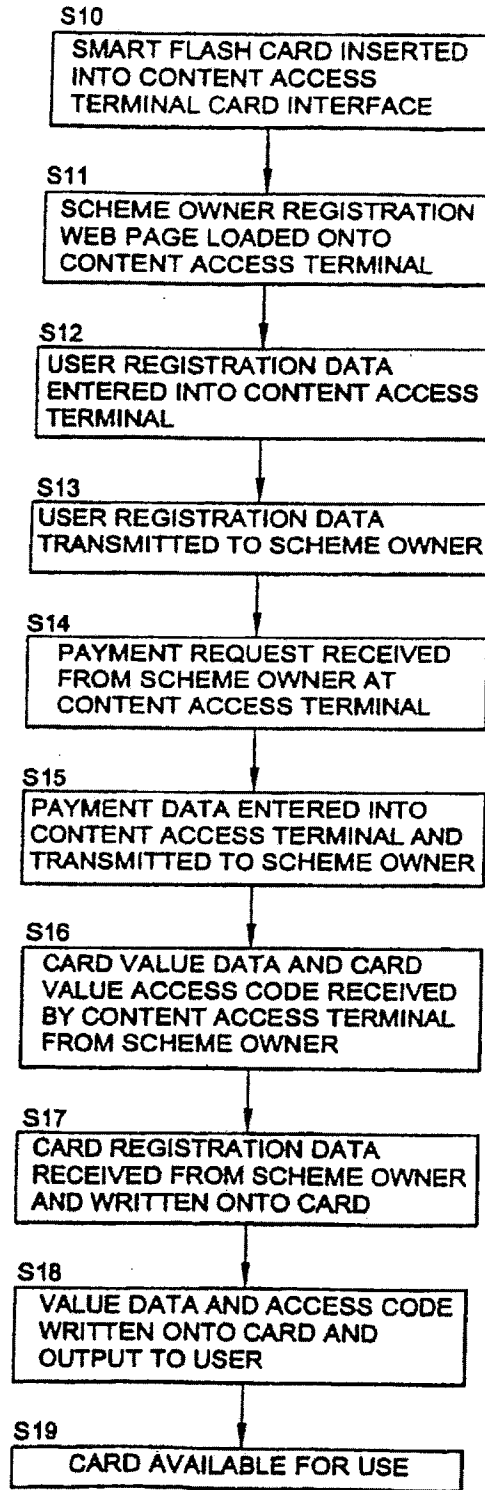 S10
SMART FLASH CARD INSERTED
INTO CONTENT ACCESS
TERMINAL CARD INTERFACE
S11
SCHEME OWNER REGISTRATION
WEB PAGE LOADED ONTO
CONTENT ACCESS TERMINAL
S12
USER REGISTRATION DATA
ENTERED INTO CONTENT ACCESS
TERMINAL
S13
USER REGISTRATION DATA
TRANSMITTED TO SCHEME OWNER
S14
PAYMENT REQUEST RECEIVED
FROM SCHEME OWNER AT
CONTENT ACCESS TERMINAL
S15
PAYMENT DATA ENTERED INTO
CONTENT ACCESS TERMINAL AND
TRANSMITTED TO SCHEME OWNER
S16
CARD VALUE DATA AND CARD
VALUE ACCESS CODE RECEIVED
BY CONTENT ACCESS TERMINAL
FROM SCHEME OWNER
S17
CARD REGISTRATION DATA
RECEIVED FROM SCHEME OWNER
AND WRITTEN ONTO CARD
S18
VALUE DATA AND ACCESS CODE
WRITTEN ONTO CARD AND
OUTPUT TO USER
S19
CARD AVAILABLE FOR USE